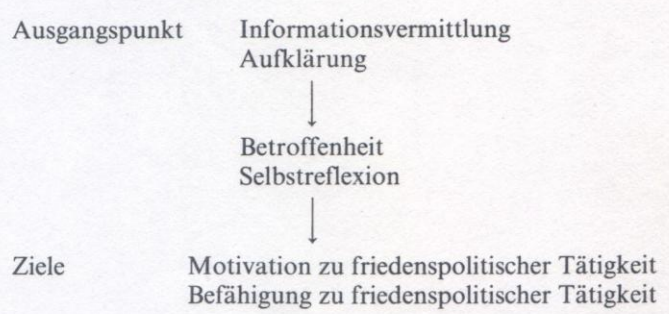 Ausgangspunkt Informationsvermittlung
Aufklärung
Betroffenheit
Selbstreflexion
Ziele Motivation zu friedenspolitischer Tätigkeit
Befähigung zu friedenspolitischer Tätigkeit